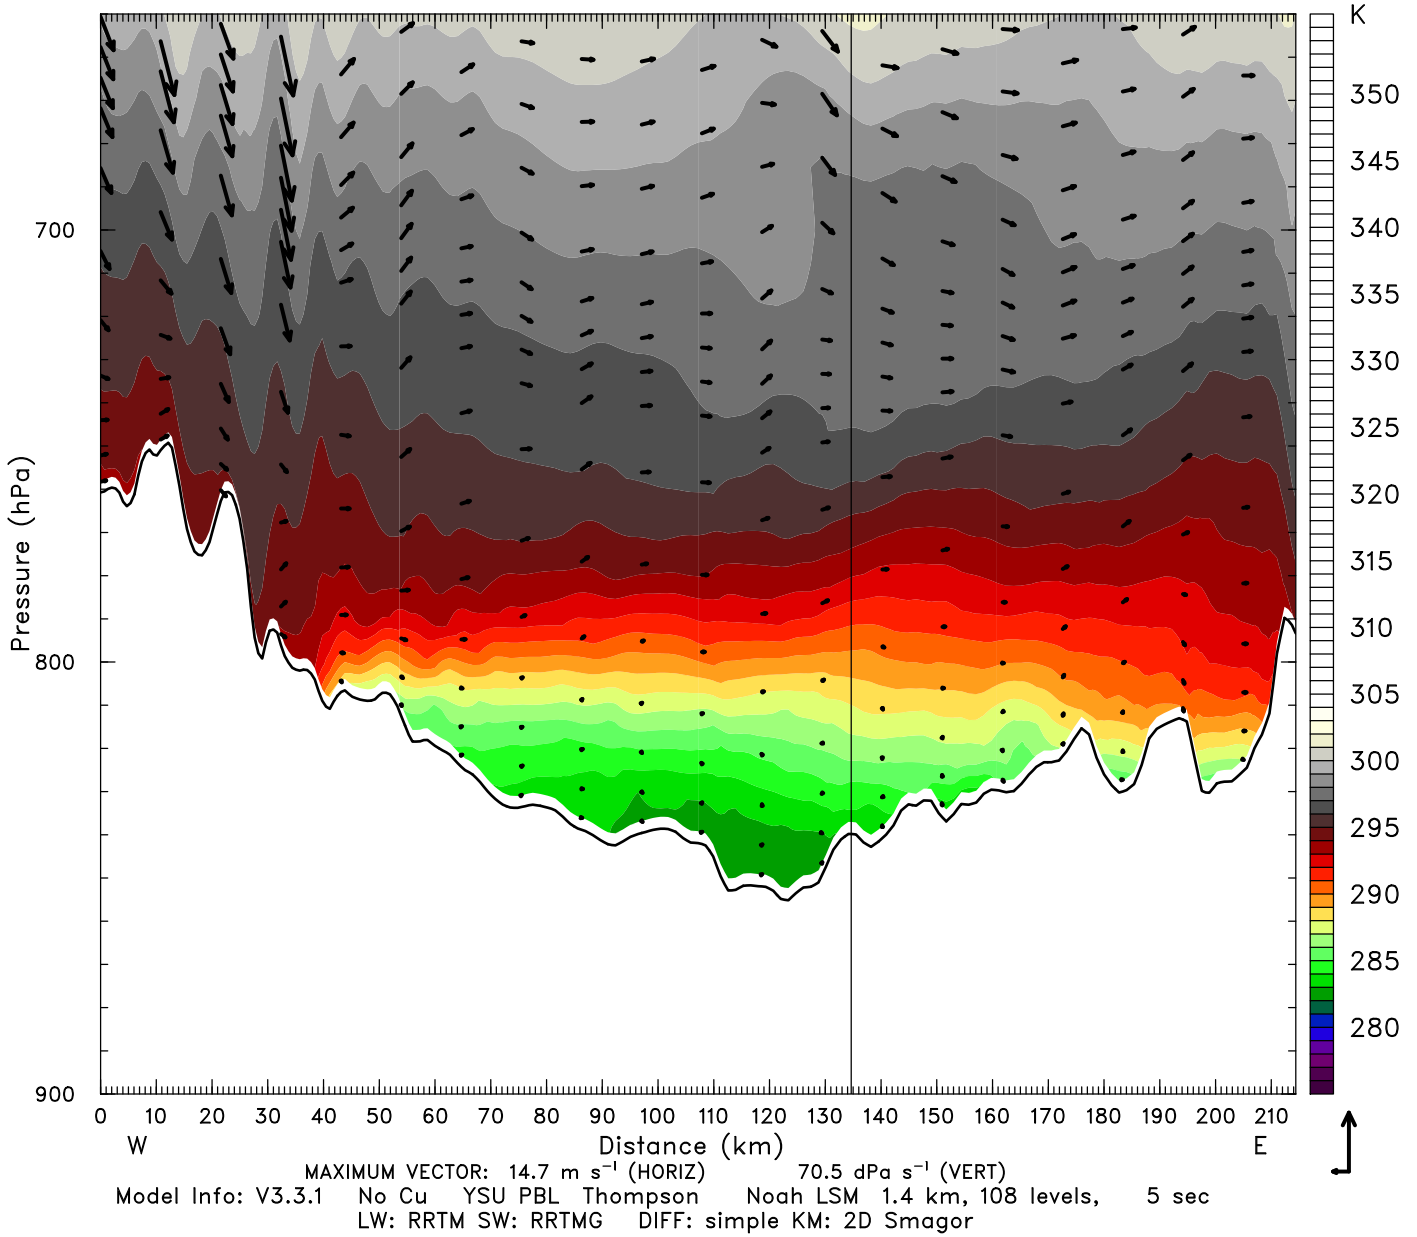 K
350
345
340
335
330
325
320
315
310
305
300
295
290
285
280
700
800
900
Pressure (hPa)
0 10 20 30 40 50 60 70 80 90 100 110 120 130 140 150 160 170 180 190 200 210
W Distance (km) E
MAXIMUM VECTOR: 14.7 m s⁻¹ (HORIZ) 70.5 dPa s⁻¹ (VERT)
Model Info: V3.3.1 No Cu YSU PBL Thompson Noah LSM 1.4 km, 108 levels, 5 sec
LW: RRTM SW: RRTMG DIFF: simple KM: 2D Smagor